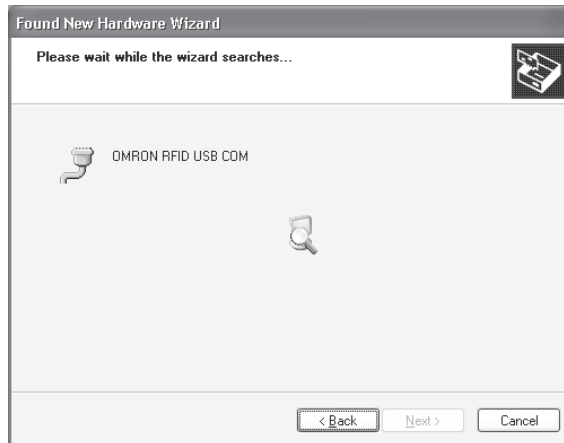 Found New Hardware Wizard
Please wait while the wizard searches...
OMRON RFID USB COM
< Back
Next >
Cancel